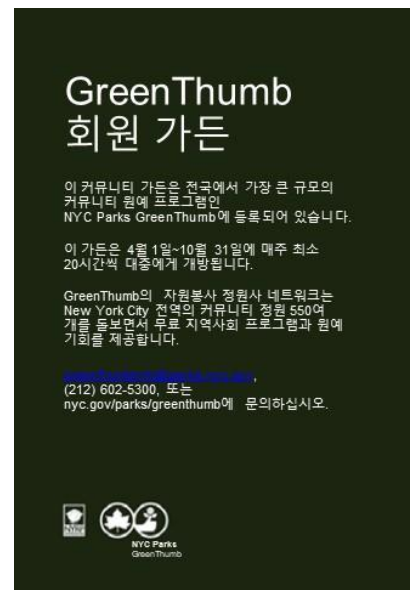 GreenThumb
회원 가든
이 커뮤니티 가든은 전국에서 가장 큰 규모의
커뮤니티 원예 프로그램인
NYC Parks GreenThumb에 등록되어 있습니다.
이 가든은 4월 1일~10월 31일에 매주 최소
20시간씩 대중에게 개방됩니다.
GreenThumb의 자원봉사 정원사 네트워크는
New York City 전역의 커뮤니티 정원 550여
개를 돌보면서 무료 지역사회 프로그램과 원예
기회를 제공합니다.
(212) 602-5300, 또는
nyc.gov/parks/greenthumb에 문의하십시오.
NYC Parks
GreenThumb